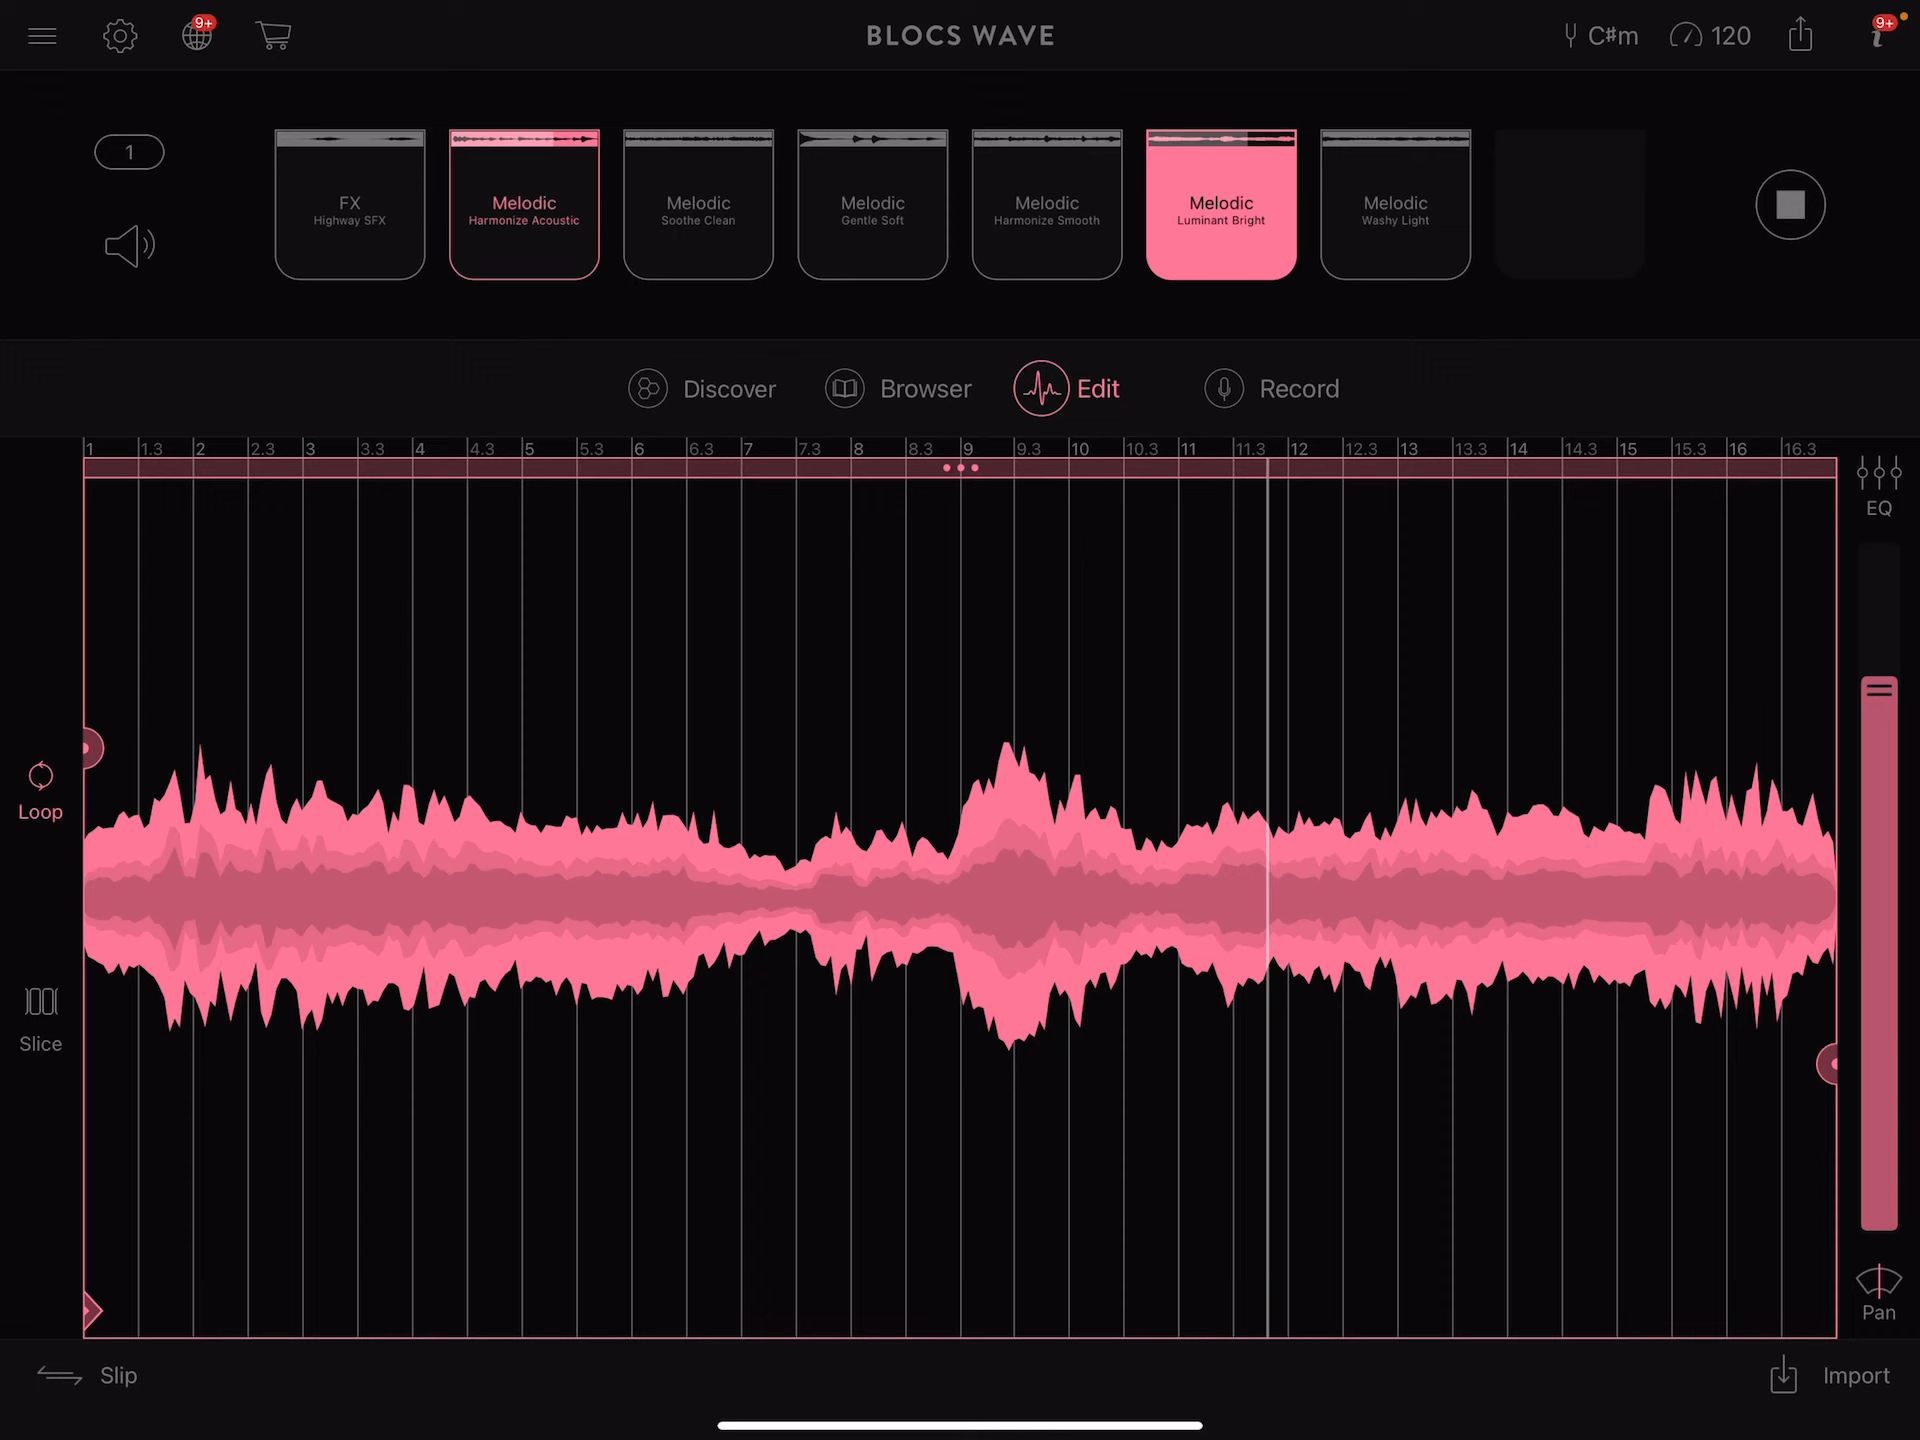 9+
BLOCS WAVE
C#m
120
9+
1
FX
Highway SFX
Melodic
Harmonize Acoustic
Melodic
Soothe Clean
Melodic
Gentle Soft
Melodic
Harmonize Smooth
Melodic
Luminant Bright
Melodic
Washy Light
Discover
Browser
Edit
Record
1 1.3 2 2.3 3 3.3 4 4.3 5 5.3 6 6.3 7 7.3 8 8.3 9 9.3 10 10.3 11 11.3 12 12.3 13 13.3 14 14.3 15 15.3 16 16.3
EQ
Loop
Slice
Pan
Slip
Import